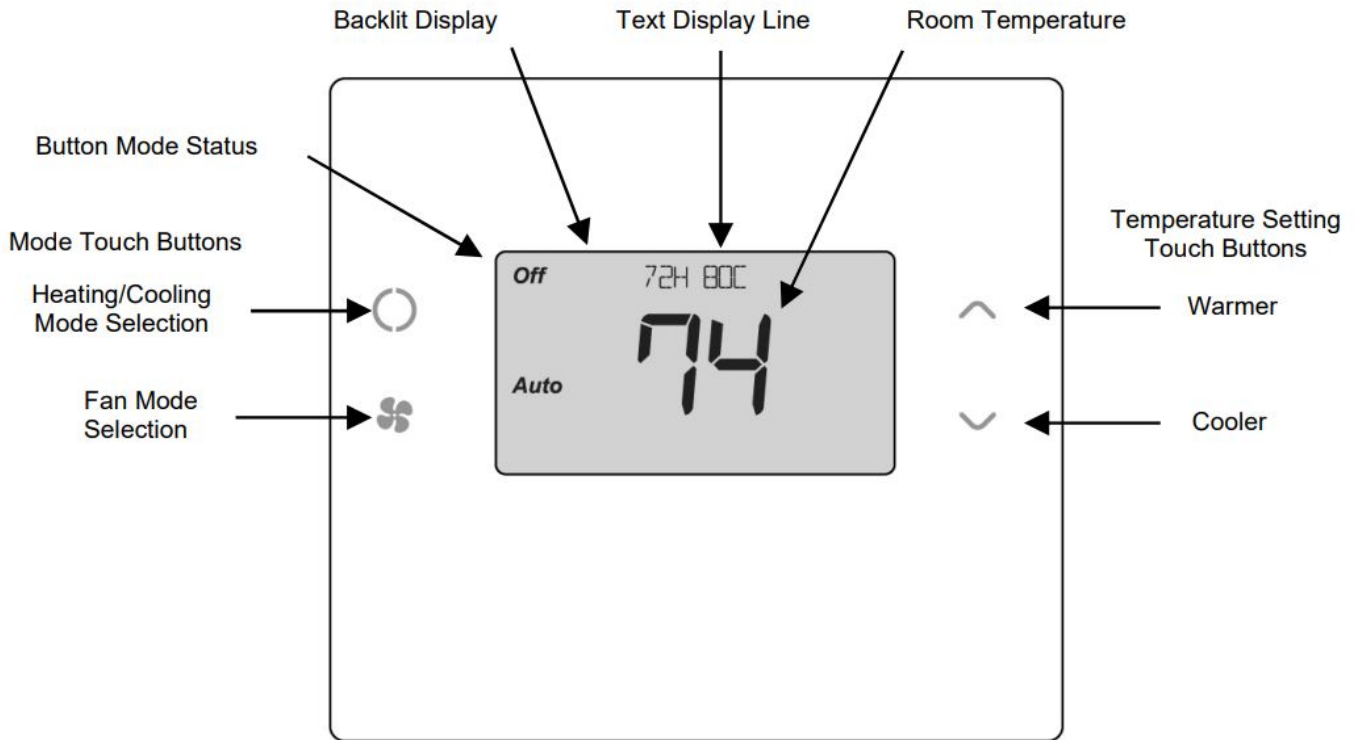 Backlit Display
Text Display Line
Room Temperature
Button Mode Status
Mode Touch Buttons
Heating/Cooling
Mode Selection
Fan Mode
Selection
Off
72H 80C
74
Auto
Temperature Setting
Touch Buttons
Warmer
Cooler